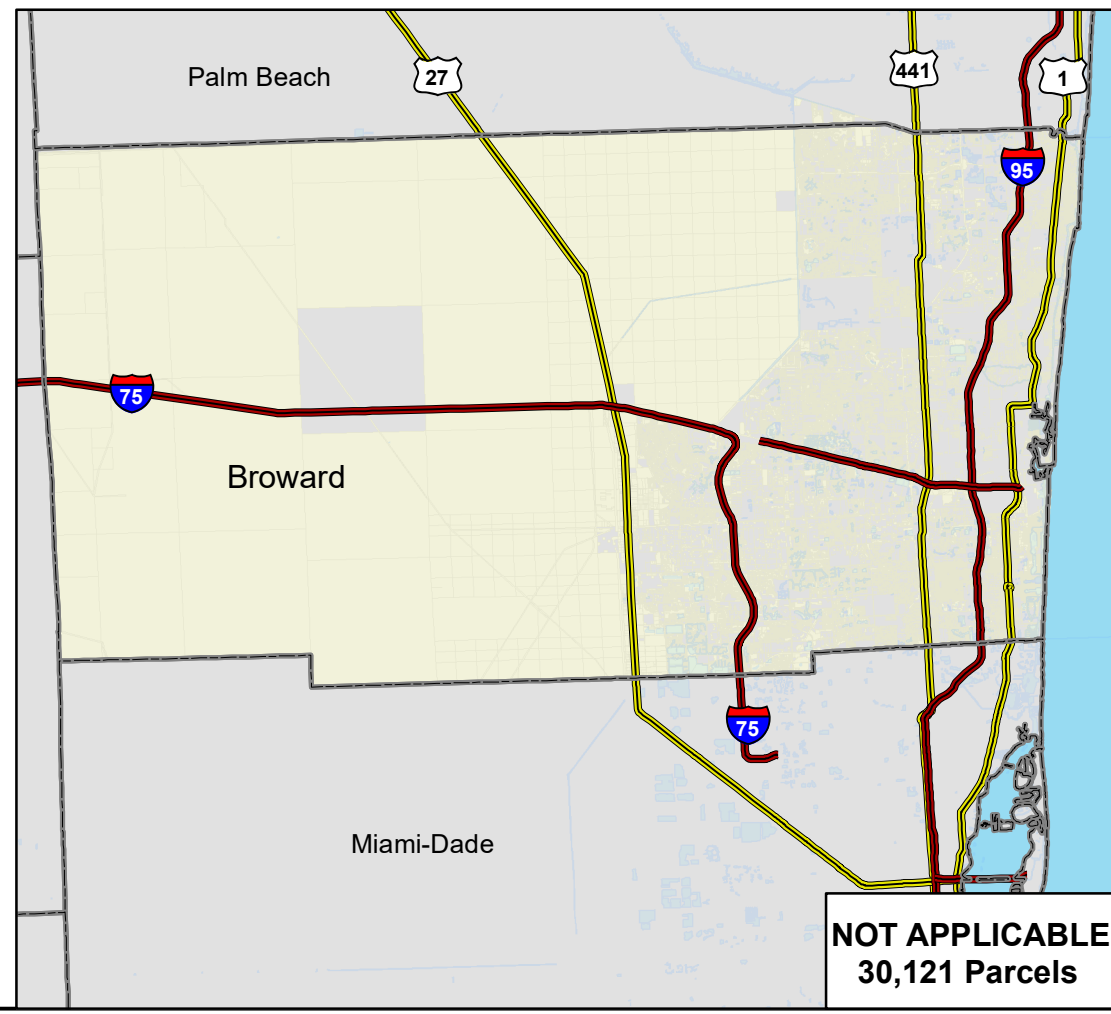 Palm Beach
27
441
1
95
75
Broward
75
Miami-Dade
NOT APPLICABLE
30,121 Parcels